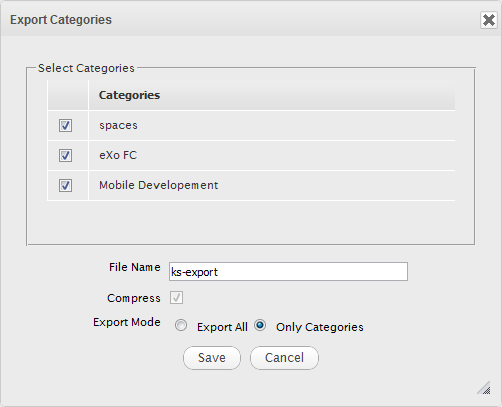 Export Categories
Select Categories
Categories
spaces
eXo FC
Mobile Developement
File Name ks-export
Compress
Export Mode Export All Only Categories
Save Cancel